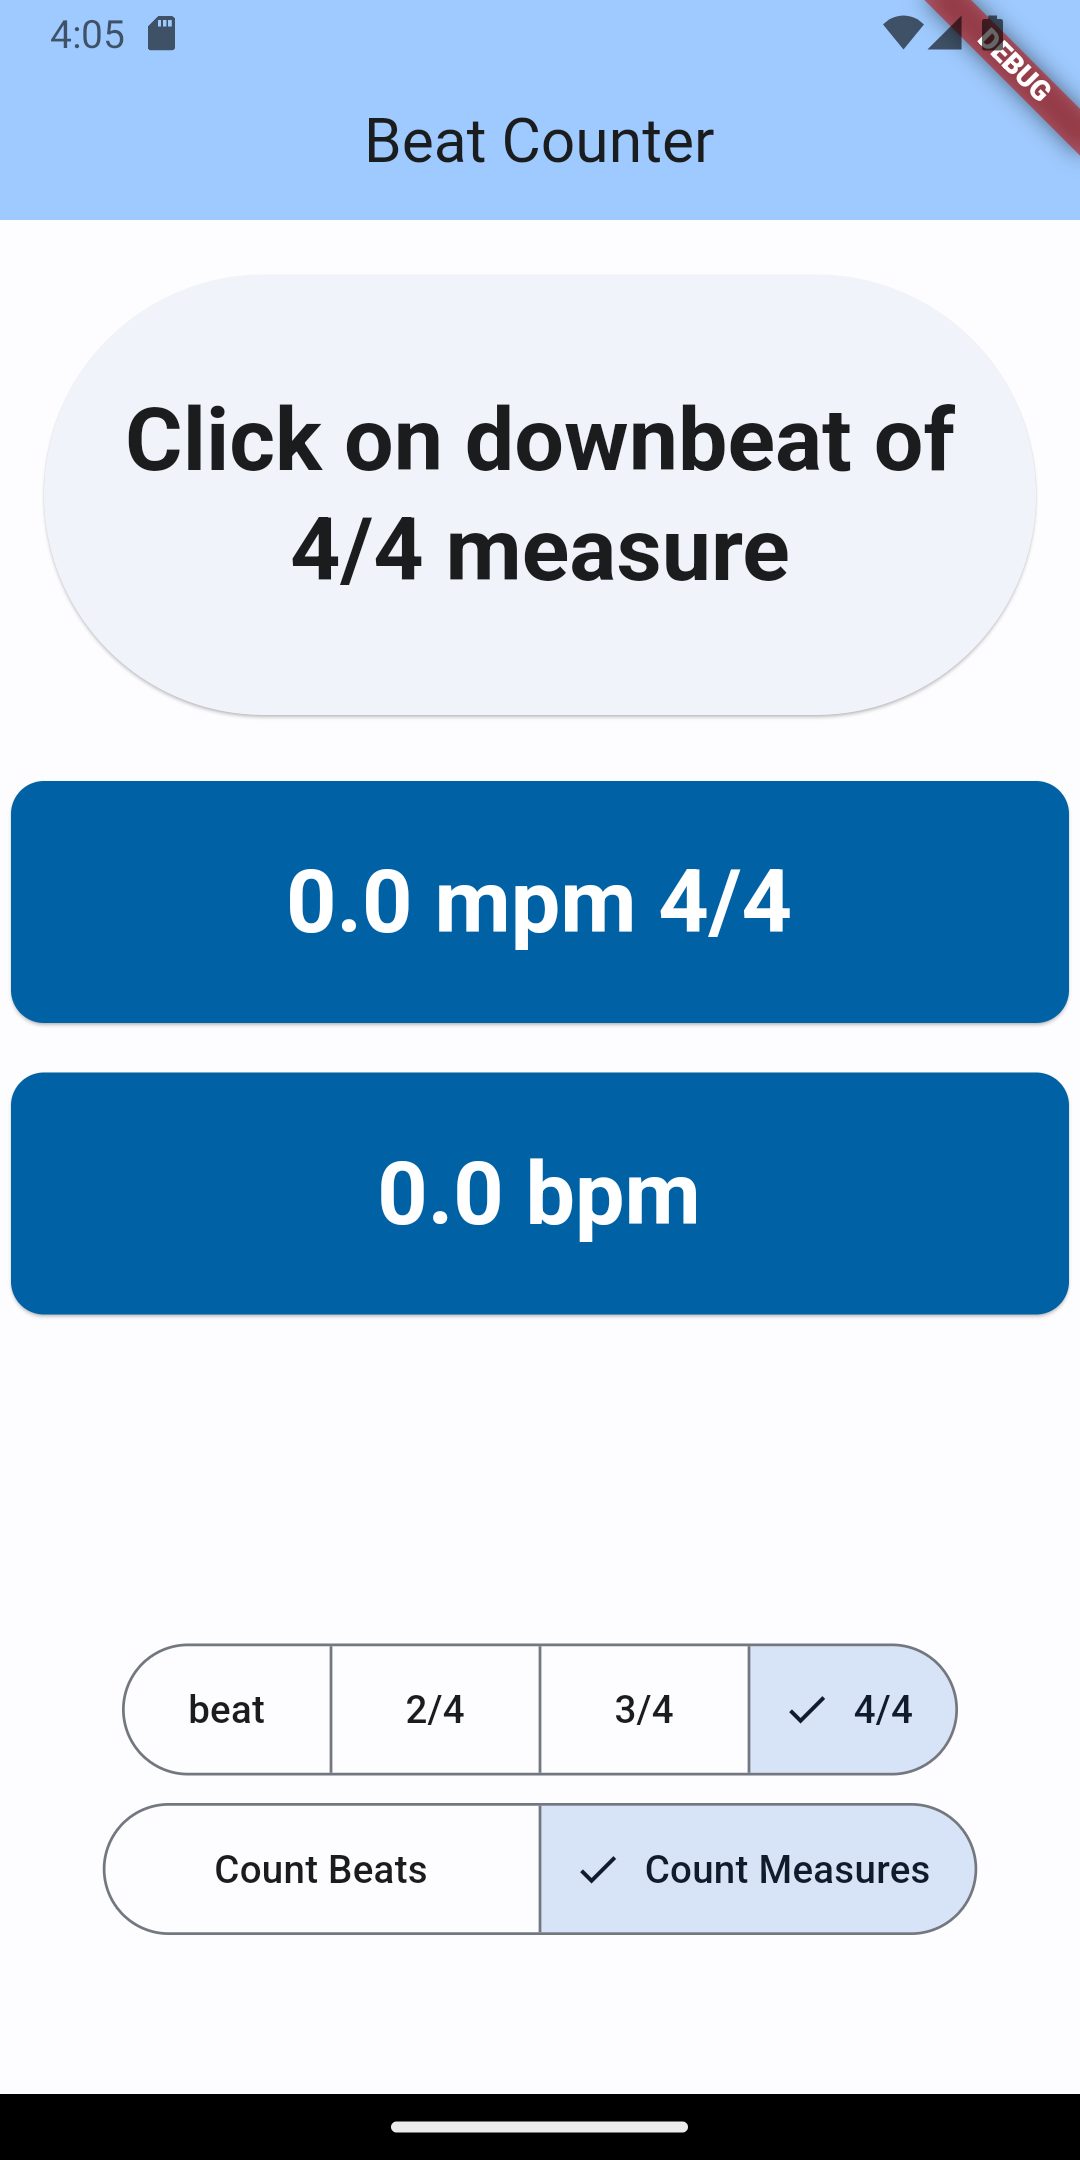 4:05
DEBUG
Beat Counter
Click on downbeat of
4/4 measure
0.0 mpm 4/4
0.0 bpm
beat 2/4 3/4 4/4
Count Beats Count Measures